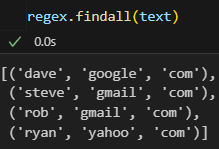 regex.findall(text)
✓ 0.0s
[('dave', 'google', 'com'),
 ('steve', 'gmail', 'com'),
 ('rob', 'gmail', 'com'),
 ('ryan', 'yahoo', 'com')]